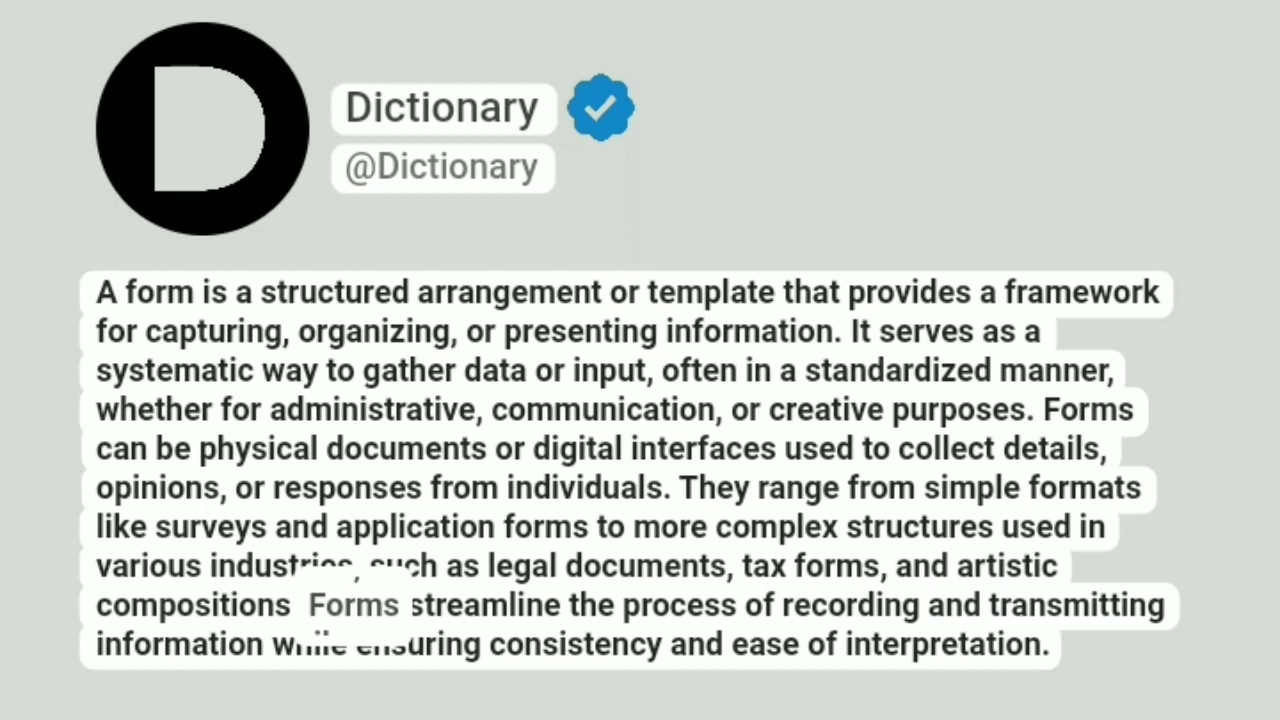 D
Dictionary
@Dictionary
A form is a structured arrangement or template that provides a framework
for capturing, organizing, or presenting information. It serves as a
systematic way to gather data or input, often in a standardized manner,
whether for administrative, communication, or creative purposes. Forms
can be physical documents or digital interfaces used to collect details,
opinions, or responses from individuals. They range from simple formats
like surveys and application forms to more complex structures used in
various industries, such as legal documents, tax forms, and artistic
compositions Forms streamline the process of recording and transmitting
information while ensuring consistency and ease of interpretation.